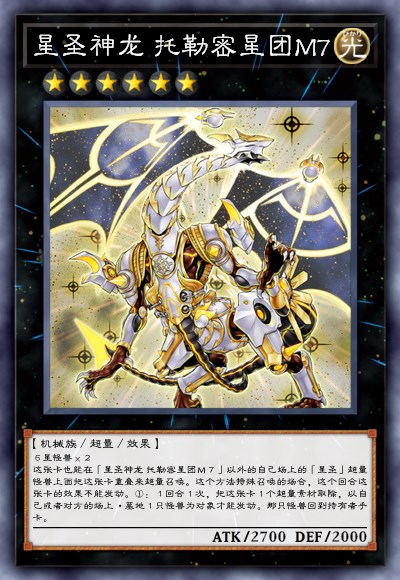 星圣神龙 托勒密星团M7
光
ひかり
【机械族/超量/效果】
6星怪兽×2
这张卡也能在「星圣神龙 托勒密星团M7」以外的自己场上的「星圣」超量
怪兽上面把这张卡重叠来超量召唤。这个方法特殊召唤的场合，这个回合这
张卡的效果不能发动。①：1回合1次，把这张卡1个超量素材取除，以自
己或者对方的场上·墓地1只怪兽为对象才能发动。那只怪兽回到持有者手
卡。
ATK/2700 DEF/2000